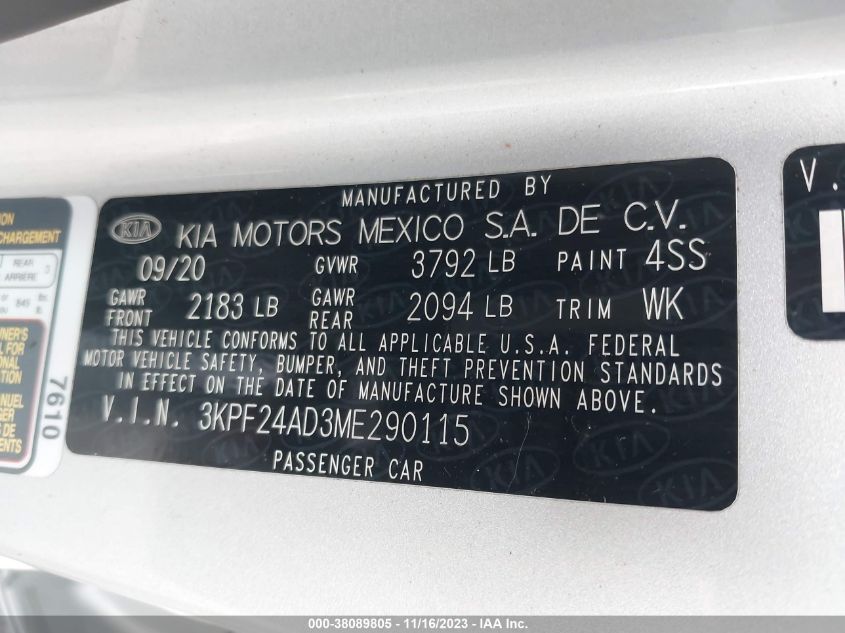 MANUFACTURED BY
KIA KIA MOTORS MEXICO S.A. DE C.V.
09/20 GVWR 3792 LB PAINT 4SS
GAWR FRONT 2183 LB GAWR REAR 2094 LB TRIM WK
THIS VEHICLE CONFORMS TO ALL APPLICABLE U.S.A. FEDERAL
MOTOR VEHICLE SAFETY, BUMPER, AND THEFT PREVENTION STANDARDS
IN EFFECT ON THE DATE OF MANUFACTURE SHOWN ABOVE.
V.I.N. 3KPF24AD3ME290115
PASSENGER CAR
CHARGEMENT
REAR
ARRIERE
7610
V.
000-38089805 - 11/16/2023 - IAA Inc.